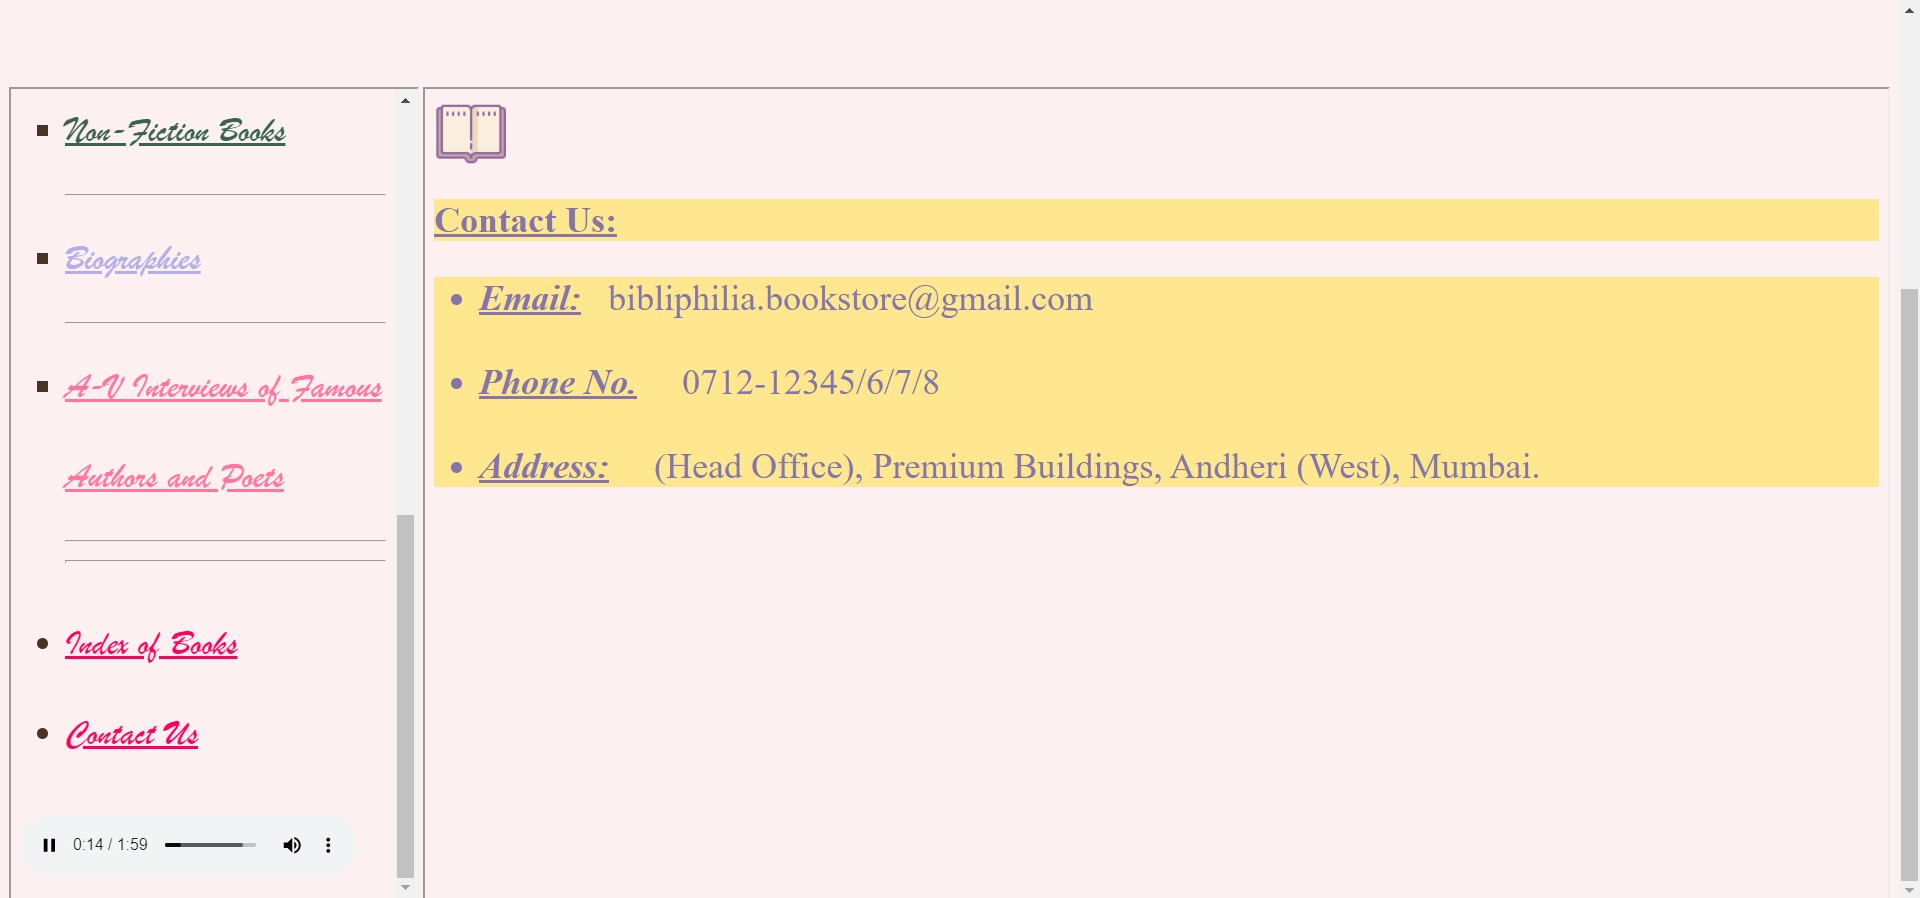 Non-Fiction Books
Biographies
A-V Interviews of Famous
Authors and Poets
Index of Books
Contact Us
0:14 / 1:59
Contact Us:
Email: bibliphilia.bookstore@gmail.com
Phone No. 0712-12345/6/7/8
Address: (Head Office), Premium Buildings, Andheri (West), Mumbai.